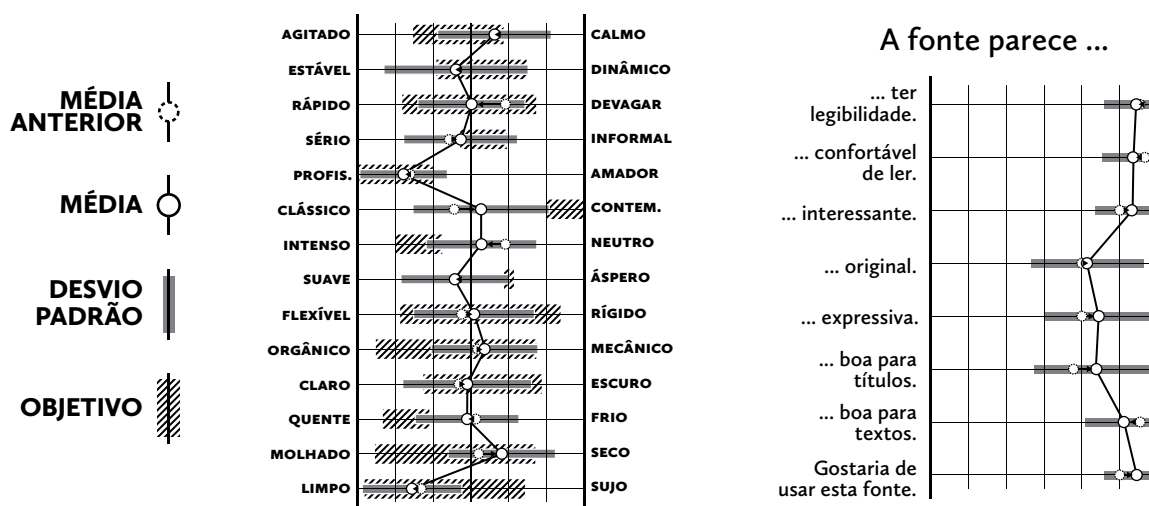 MÉDIA
ANTERIOR
MÉDIA
DESVIO
PADRÃO
OBJETIVO
AGITADO CALMO
ESTÁVEL DINÂMICO
RÁPIDO DEVAGAR
SÉRIO INFORMAL
PROFIS. AMADOR
CLÁSSICO CONTEM.
INTENSO NEUTRO
SUAVE ÁSPERO
FLEXÍVEL RÍGIDO
ORGÂNICO MECÂNICO
CLARO ESCURO
QUENTE FRIO
MOLHADO SECO
LIMPO SUJO
A fonte parece ...
... ter
legibilidade.
... confortável
de ler.
... interessante.
... original.
... expressiva.
... boa para
títulos.
... boa para
textos.
Gostaria de
usar esta fonte.